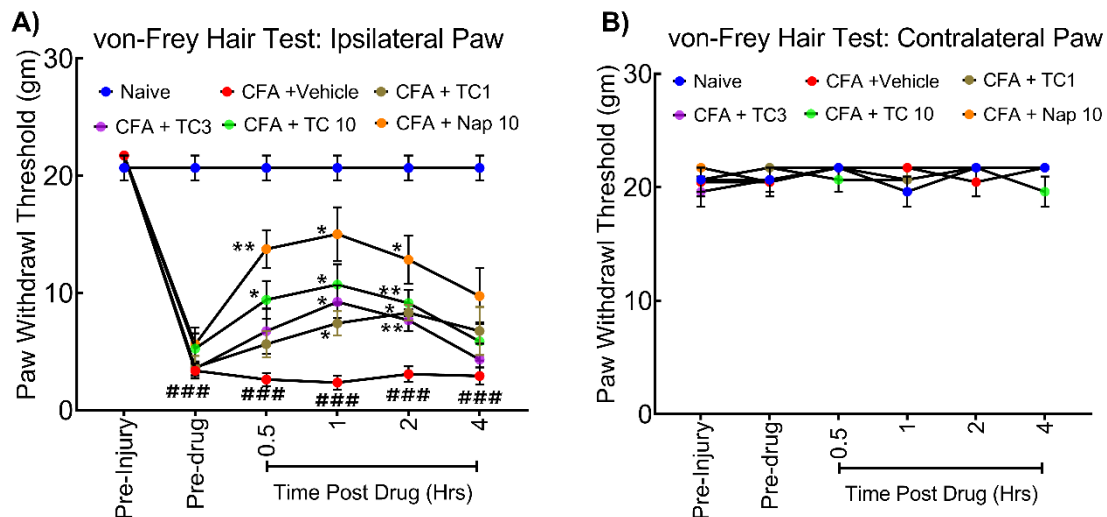 A)
von-Frey Hair Test: Ipsilateral Paw
Naive
CFA +Vehicle
CFA + TC1
CFA + TC3
CFA + TC 10
CFA + Nap 10
Paw Withdrawl Threshold (gm)
30
20
10
0
**
*
*
*
*
*
*
**
*
**
###
###
###
###
###
Pre-Injury
Pre-drug
0.5
1
2
4
Time Post Drug (Hrs)
B)
von-Frey Hair Test: Contralateral Paw
Naive
CFA +Vehicle
CFA + TC1
CFA + TC3
CFA + TC 10
CFA + Nap 10
Paw Withdrawl Threshold (gm)
30
20
10
0
Pre-Injury
Pre-drug
0.5
1
2
4
Time Post Drug (Hrs)